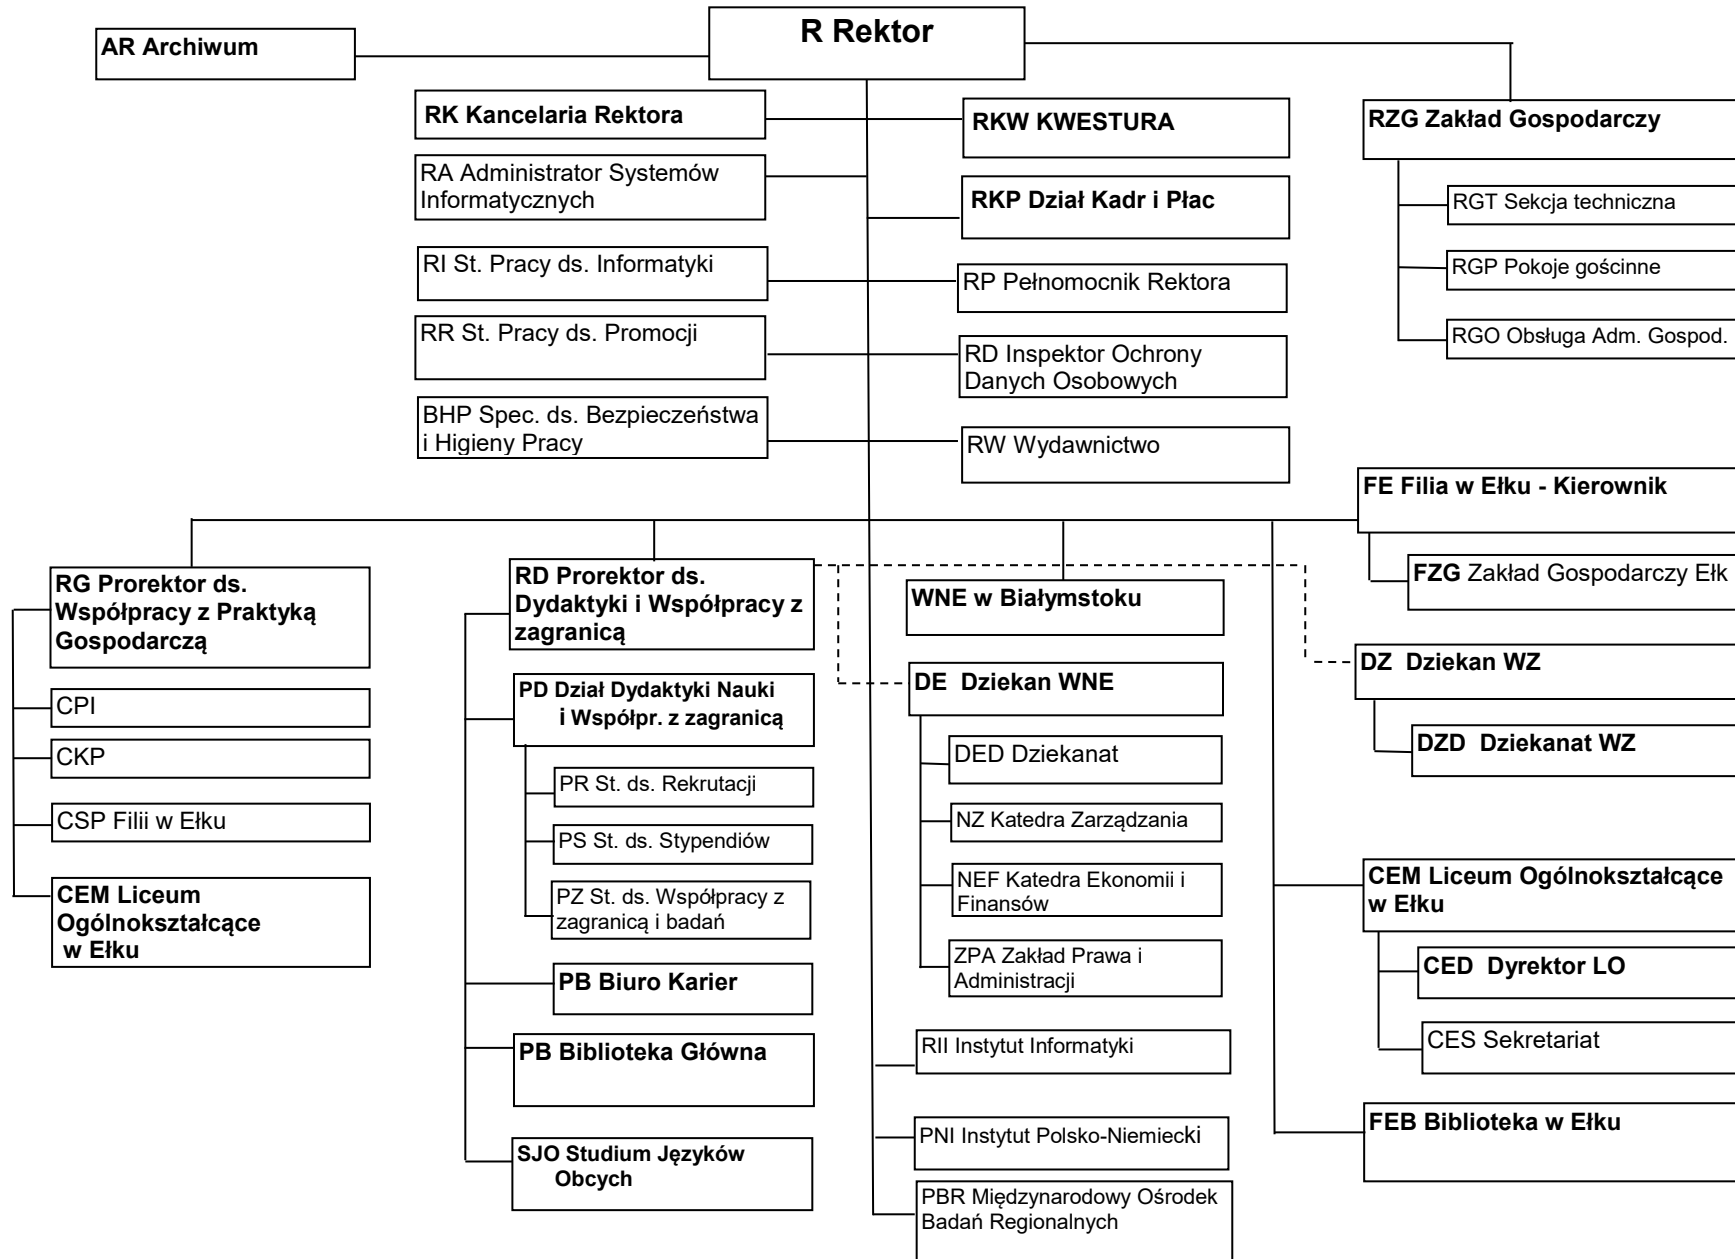 R Rektor
AR Archiwum
RK Kancelaria Rektora
RKW KWESTURA
RZG Zakład Gospodarczy
RA Administrator Systemów
Informatycznych
RKP Dział Kadr i Płac
RGT Sekcja techniczna
RI St. Pracy ds. Informatyki
RP Pełnomocnik Rektora
RGP Pokoje gościnne
RR St. Pracy ds. Promocji
RD Inspektor Ochrony
Danych Osobowych
RGO Obsługa Adm. Gospod.
BHP Spec. ds. Bezpieczeństwa
i Higieny Pracy
RW Wydawnictwo
FE Filia w Ełku - Kierownik
FZG Zakład Gospodarczy Ełk
RG Prorektor ds.
Współpracy z Praktyką
Gospodarczą
CPI
CKP
CSP Filii w Ełku
CEM Liceum
Ogólnokształcące
w Ełku
RD Prorektor ds.
Dydaktyki i Współpracy z
zagranicą
PD Dział Dydaktyki Nauki
i Współpr. z zagranicą
PR St. ds. Rekrutacji
PS St. ds. Stypendiów
PZ St. ds. Współpracy z
zagranicą i badań
PB Biuro Karier
PB Biblioteka Główna
SJO Studium Języków
Obcych
WNE w Białymstoku
DE Dziekan WNE
DED Dziekanat
NZ Katedra Zarządzania
NEF Katedra Ekonomii i
Finansów
ZPA Zakład Prawa i
Administracji
RII Instytut Informatyki
PNI Instytut Polsko-Niemiecki
PBR Międzynarodowy Ośrodek
Badań Regionalnych
DZ Dziekan WZ
DZD Dziekanat WZ
CEM Liceum Ogólnokształcące
w Ełku
CED Dyrektor LO
CES Sekretariat
FEB Biblioteka w Ełku